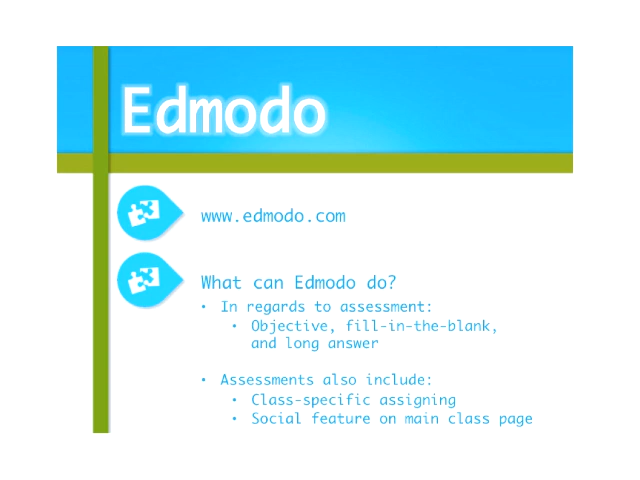 Edmodo
www.edmodo.com
What can Edmodo do?
• In regards to assessment:
• Objective, fill-in-the-blank,
and long answer
• Assessments also include:
• Class-specific assigning
• Social feature on main class page